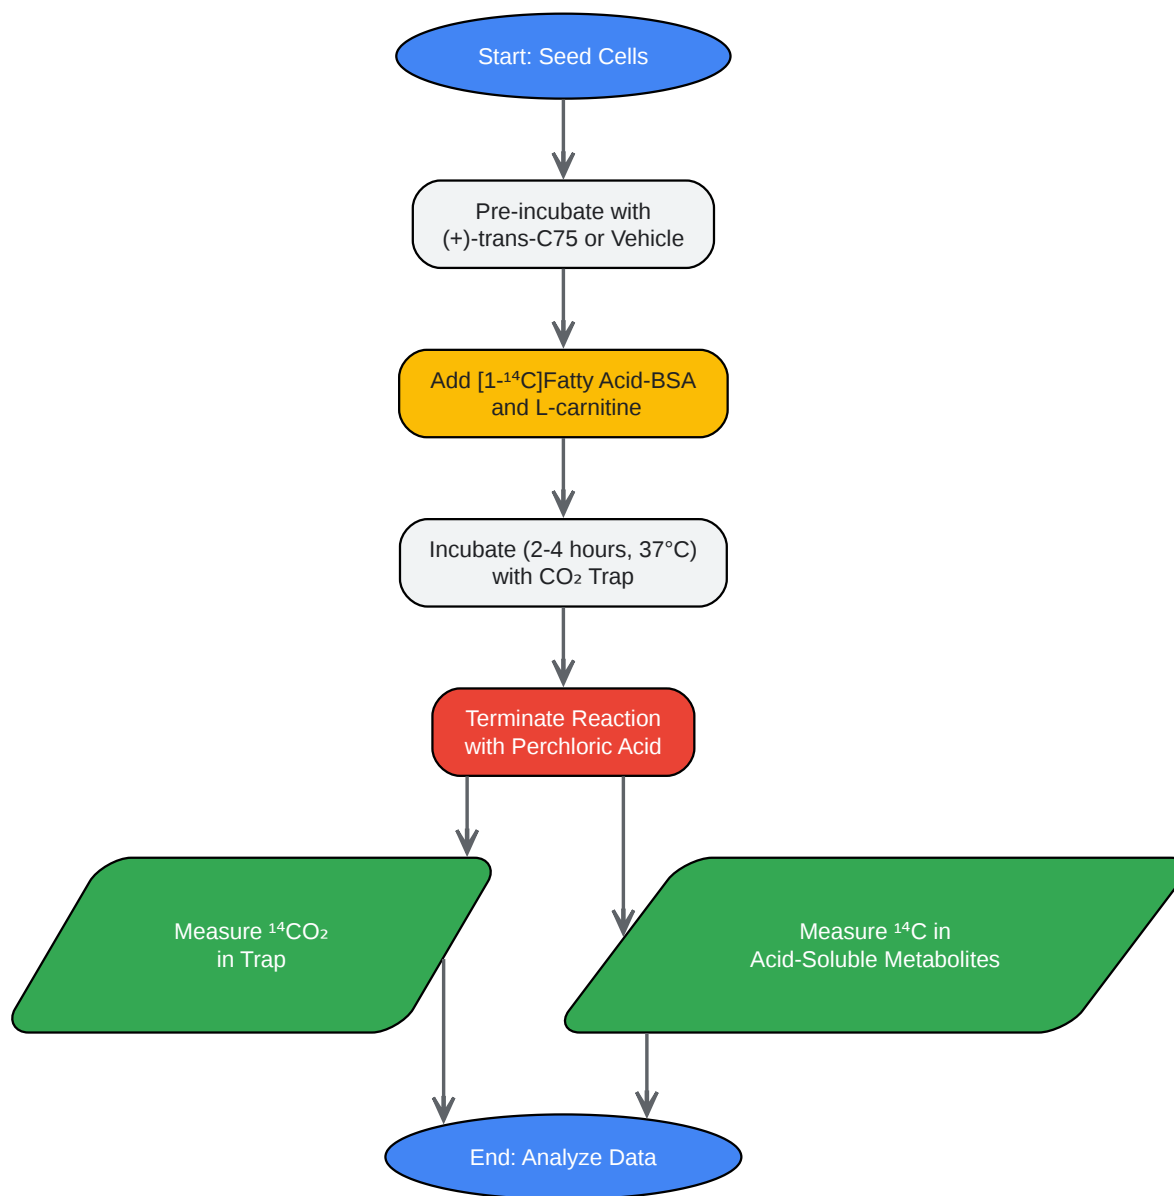 Start: Seed Cells
Pre-incubate with
(+)-trans-C75 or Vehicle
Add [1-¹⁴C]Fatty Acid-BSA
and L-carnitine
Incubate (2-4 hours, 37°C)
with CO₂ Trap
Terminate Reaction
with Perchloric Acid
Measure ¹⁴CO₂
in Trap
Measure ¹⁴C in
Acid-Soluble Metabolites
End: Analyze Data